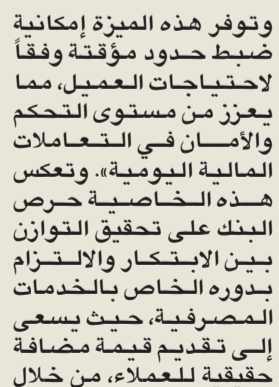 وتوفر هذه الميزة إمكانية
ضبط حدود مؤقتة وفقاً
لاحتياجات العميل، مما
يعزز من مستوى التحكم
والأمان في التعاملات
المالية اليومية». وتعكس
هذه الخاصية حرص
البنك على تحقيق التوازن
بين الابتكار والالتزام
بدوره الخاص بالخدمات
المصرفية، حيث يسعى
إلى تقديم قيمة مضافة
حقيقية للعملاء، من خلال